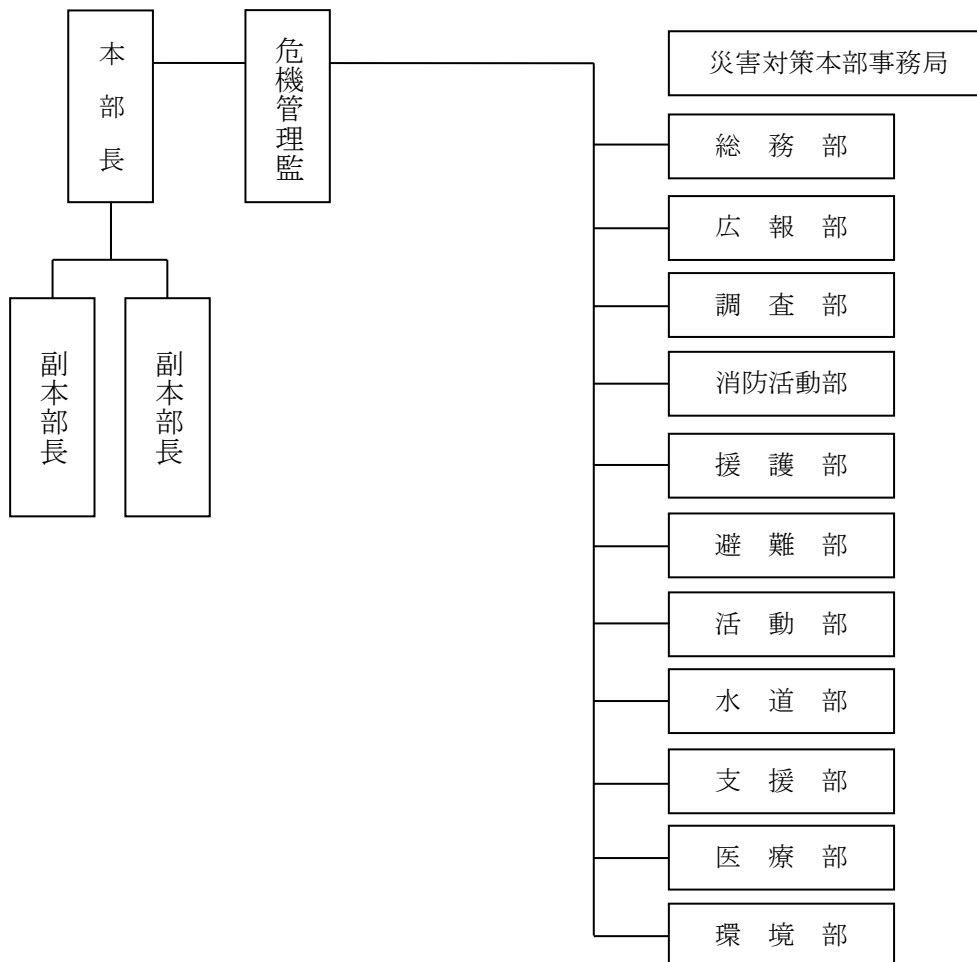 本部長
危機管理監
副本部長
副本部長
災害対策本部事務局
総務部
広報部
調査部
消防活動部
援護部
避難部
活動部
水道部
支援部
医療部
環境部